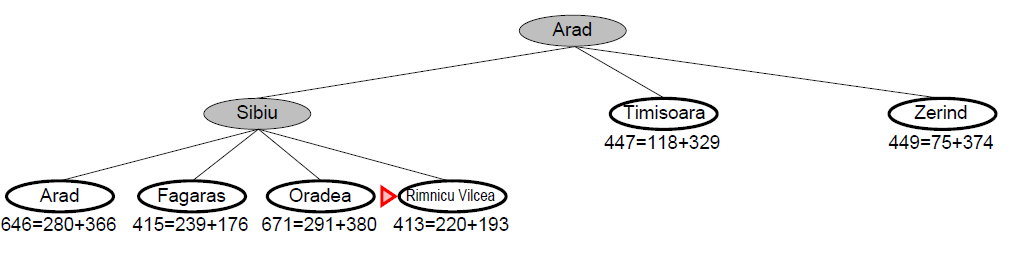 Arad
Sibiu
Timisoara
Zerind
447=118+329
449=75+374
Arad
Fagaras
Oradea
Rimnicu Vilcea
646=280+366
415=239+176
671=291+380
413=220+193